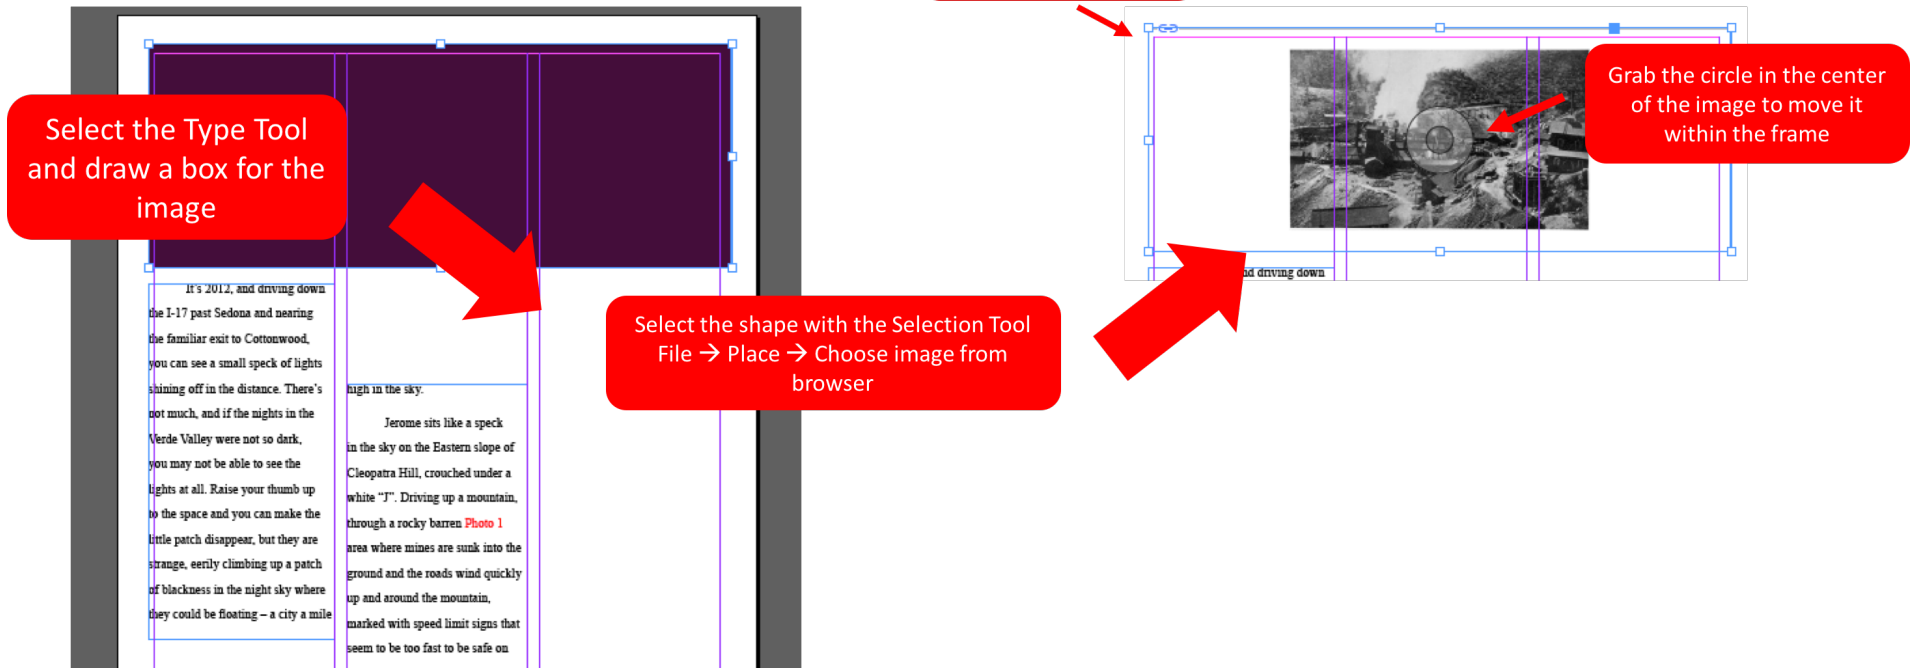 Select the Type Tool
and draw a box for the
image
It's 2012, and driving down
the I-17 past Sedona and nearing
the familiar exit to Cottonwood,
you can see a small speck of lights
shining off in the distance. There's
not much, and if the nights in the
Verde Valley were not so dark,
you may not be able to see the
lights at all. Raise your thumb up
to the space and you can make the
little patch disappear, but they are
strange, eerily climbing up a patch
of blackness in the night sky where
they could be floating – a city a mile
high in the sky.
Jerome sits like a speck
in the sky on the Eastern slope of
Cleopatra Hill, crouched under a
white “J”. Driving up a mountain,
through a rocky barren Photo 1
area where mines are sunk into the
ground and the roads wind quickly
up and around the mountain,
marked with speed limit signs that
seem to be too fast to be safe on
Select the shape with the Selection Tool
File → Place → Choose image from
browser
Grab the circle in the center
of the image to move it
within the frame
driving down